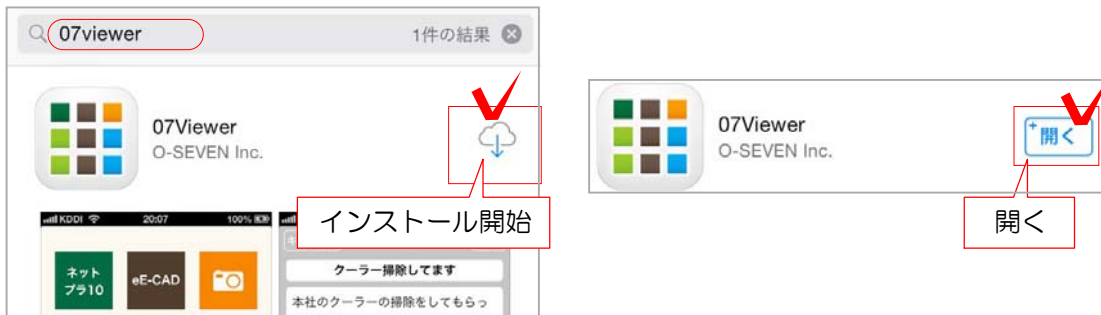 07viewer
1件の結果
07Viewer
O-SEVEN Inc.
インストール開始
KDDI 20:07 100%
ネット
プラ10
eE-CAD
クーラー掃除してます
本社のクーラーの掃除をしてもらっ
07Viewer
O-SEVEN Inc.
+開く
開く